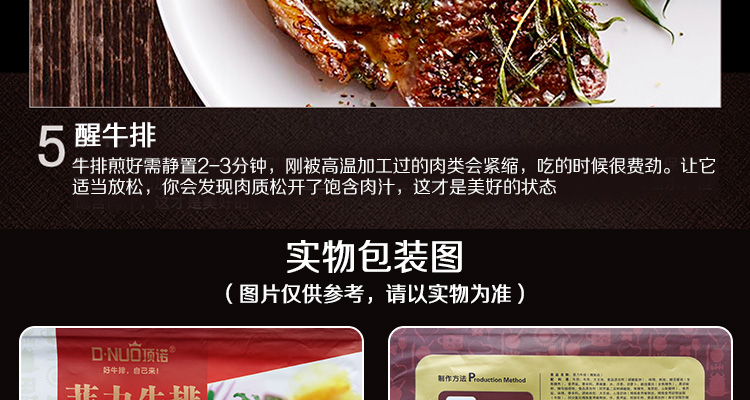 5 醒牛排
牛排煎好需静置2-3分钟，刚被高温加工过的肉类会紧缩，吃的时候很费劲。让它
适当放松，你会发现肉质松开了饱含肉汁，这才是美好的状态
实物包装图
（图片仅供参考，请以实物为准）
D·NUO顶诺®
好牛排，自己来！
菲力牛排
制作方法 Production Method